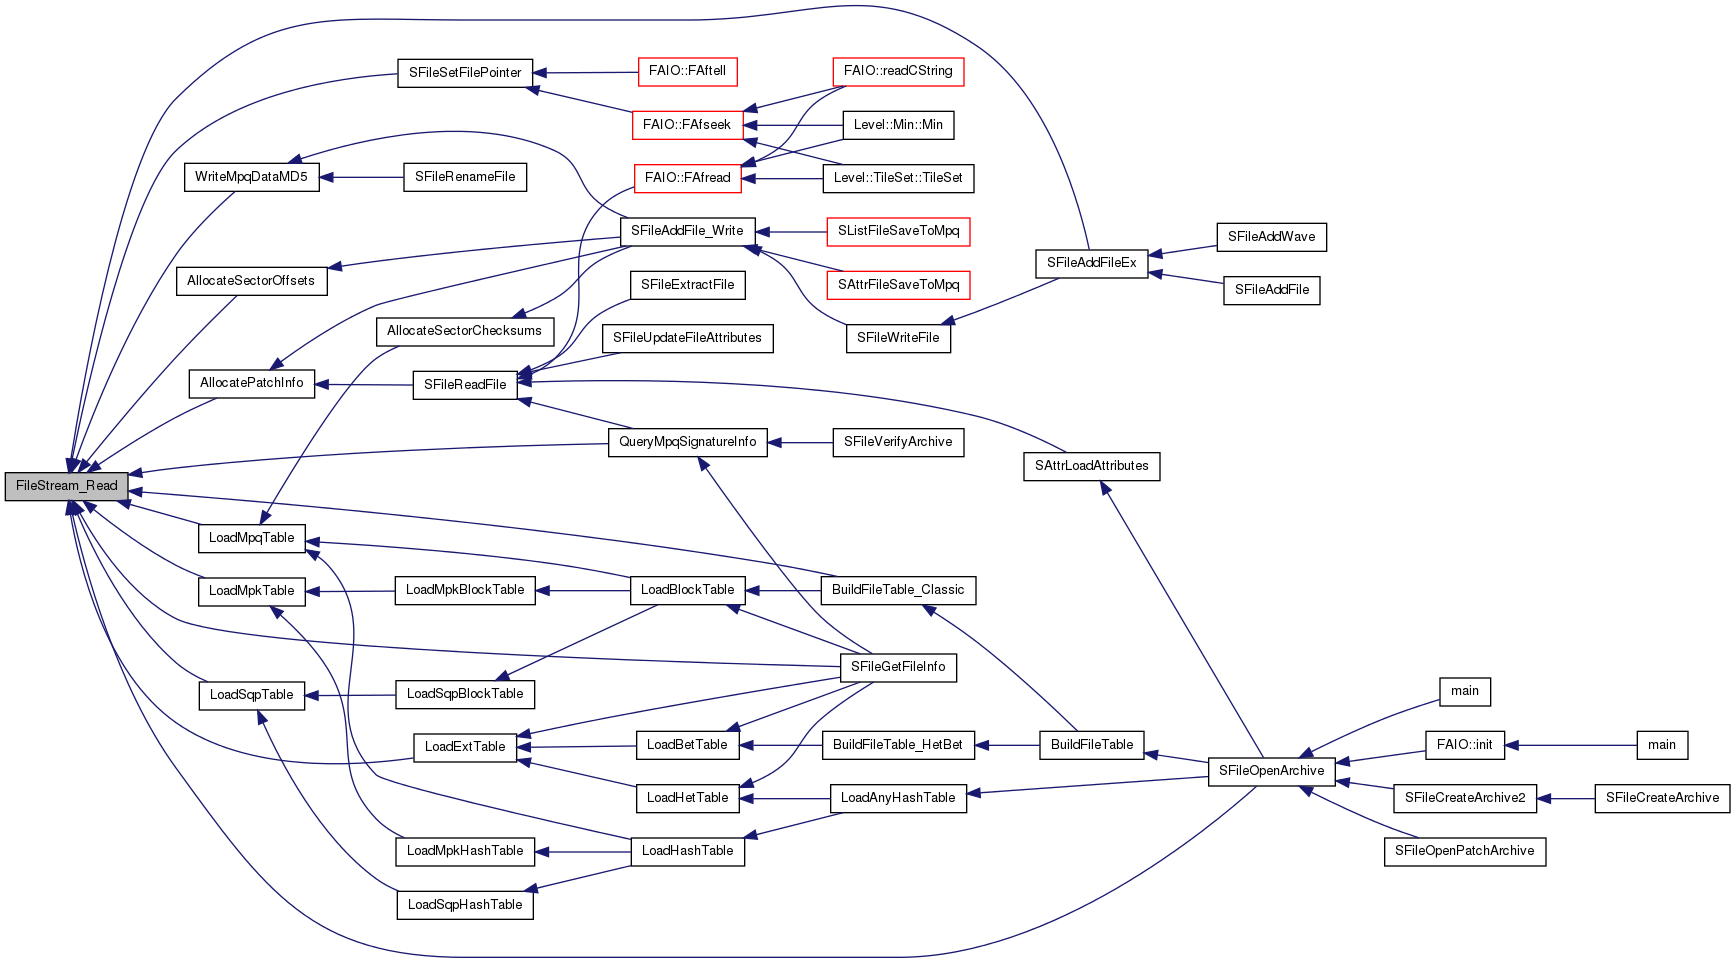 FileStream_Read
SFileSetFilePointer
FAIO::FAftell
FAIO::readCString
FAIO::FAfseek
Level::Min::Min
WriteMpqDataMD5
SFileRenameFile
FAIO::FAfread
Level::TileSet::TileSet
SFileAddFile_Write
SListFileSaveToMpq
SFileAddWave
SFileAddFileEx
AllocateSectorOffsets
SFileExtractFile
SAttrFileSaveToMpq
SFileAddFile
AllocateSectorChecksums
SFileUpdateFileAttributes
SFileWriteFile
AllocatePatchInfo
SFileReadFile
QueryMpqSignatureInfo
SFileVerifyArchive
SAttrLoadAttributes
LoadMpqTable
LoadMpkTable
LoadMpkBlockTable
LoadBlockTable
BuildFileTable_Classic
SFileGetFileInfo
LoadSqpTable
LoadSqpBlockTable
main
LoadExtTable
LoadBetTable
BuildFileTable_HetBet
BuildFileTable
FAIO::init
main
SFileOpenArchive
LoadHetTable
LoadAnyHashTable
SFileCreateArchive2
SFileCreateArchive
LoadMpkHashTable
LoadHashTable
SFileOpenPatchArchive
LoadSqpHashTable